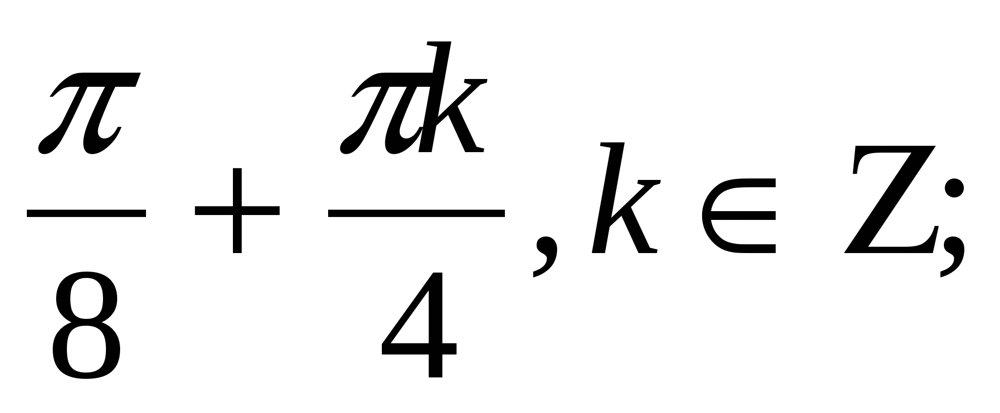 π/8 + πk/4, k ∈ Z;